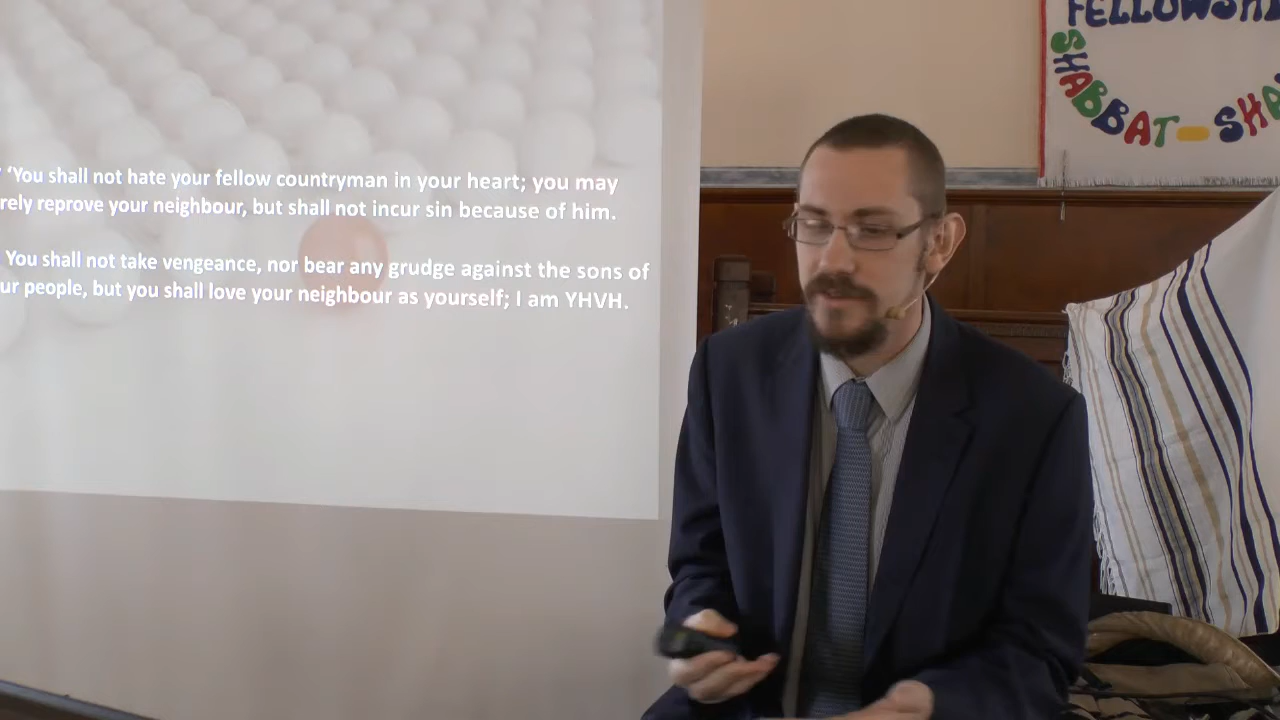 ‘You shall not hate your fellow countryman in your heart; you may
rely reprove your neighbour, but shall not incur sin because of him.
You shall not take vengeance, nor bear any grudge against the sons of
ur people, but you shall love your neighbour as yourself; I am YHVH.
FELLOWSH
SHABBAT-SHA